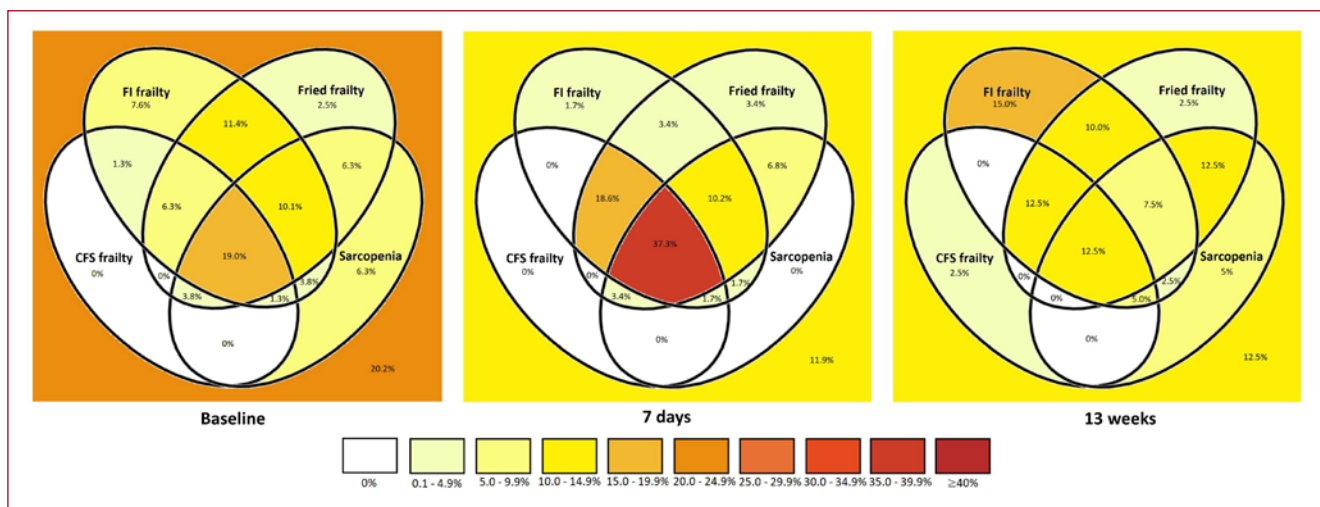 FI frailty
7.6%
Fried frailty
2.5%
11.4%
1.3%
6.3%
6.3%
10.1%
19.0%
CFS frailty
0%
Sarcopenia
6.3%
0%
3.8%
3.8%
1.3%
0%
20.2%
Baseline
FI frailty
1.7%
Fried frailty
3.4%
3.4%
0%
6.8%
18.6%
10.2%
37.3%
CFS frailty
0%
Sarcopenia
0%
0%
1.7%
3.4%
1.7%
0%
11.9%
7 days
FI frailty
15.0%
Fried frailty
2.5%
10.0%
0%
12.5%
12.5%
7.5%
12.5%
CFS frailty
2.5%
Sarcopenia
5%
0%
2.5%
0%
5.0%
0%
12.5%
13 weeks
0%
0.1 - 4.9%
5.0 - 9.9%
10.0 - 14.9%
15.0 - 19.9%
20.0 - 24.9%
25.0 - 29.9%
30.0 - 34.9%
35.0 - 39.9%
≥40%